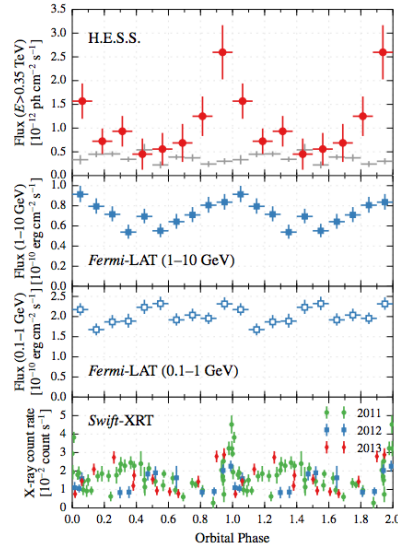 H.E.S.S.
Flux (E>0.35 TeV)
[10⁻¹² ph cm⁻² s⁻¹]
3.5
3.0
2.5
2.0
1.5
1.0
0.5
0.0
Flux (1–10 GeV)
[10⁻¹⁰ erg cm⁻² s⁻¹]
1.0
0.8
0.6
0.4
0.2
0.0
Fermi-LAT (1–10 GeV)
Flux (0.1–1 GeV)
[10⁻¹⁰ erg cm⁻² s⁻¹]
2.5
2.0
1.5
1.0
0.5
0.0
Fermi-LAT (0.1–1 GeV)
X-ray count rate
[10⁻² count s⁻¹]
5
4
3
2
1
0
Swift-XRT
2011
2012
2013
0.0 0.2 0.4 0.6 0.8 1.0 1.2 1.4 1.6 1.8 2.0
Orbital Phase